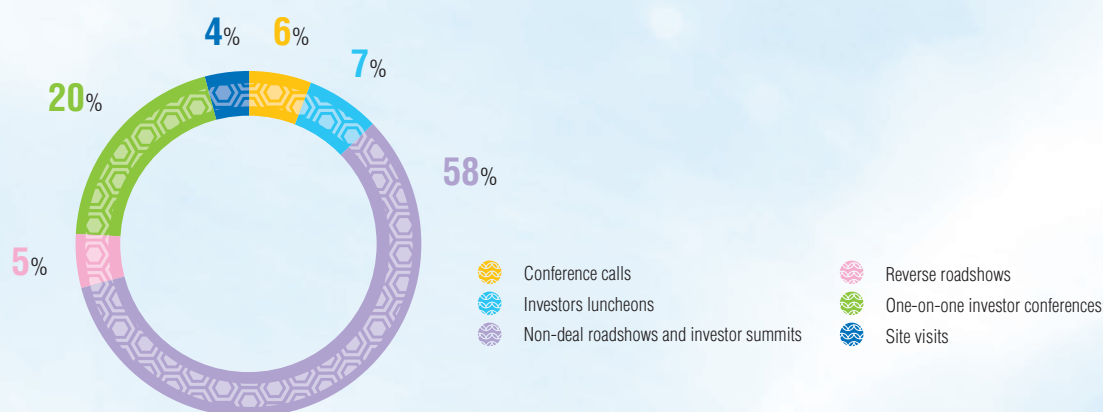 4%
6%
7%
20%
58%
5%
Conference calls
Investors luncheons
Non-deal roadshows and investor summits
Reverse roadshows
One-on-one investor conferences
Site visits